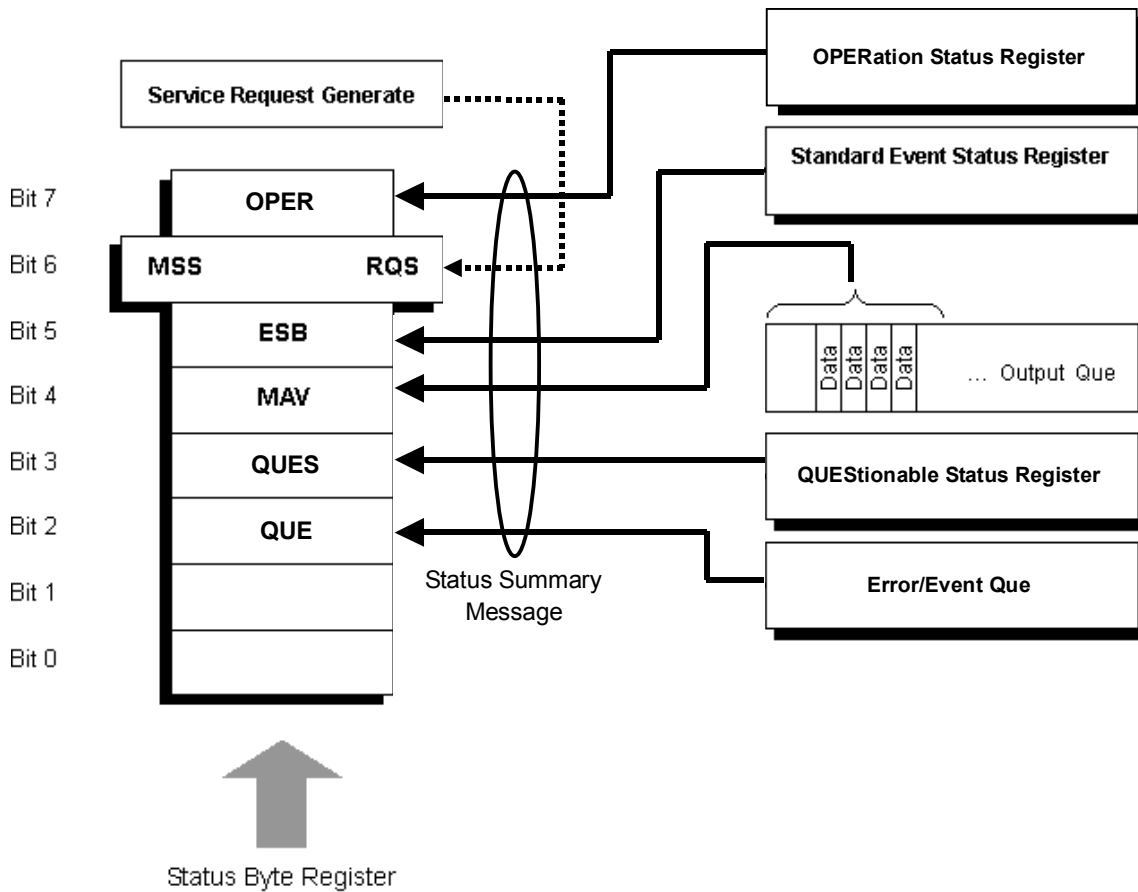 OPERation Status Register
Service Request Generate
Standard Event Status Register
Bit 7
OPER
Bit 6
MSS RQS
Bit 5
ESB
Data Data Data Data ... Output Que
Bit 4
MAV
Bit 3
QUES
QUEStionable Status Register
Bit 2
QUE
Status Summary
Message
Error/Event Que
Bit 1
Bit 0
Status Byte Register